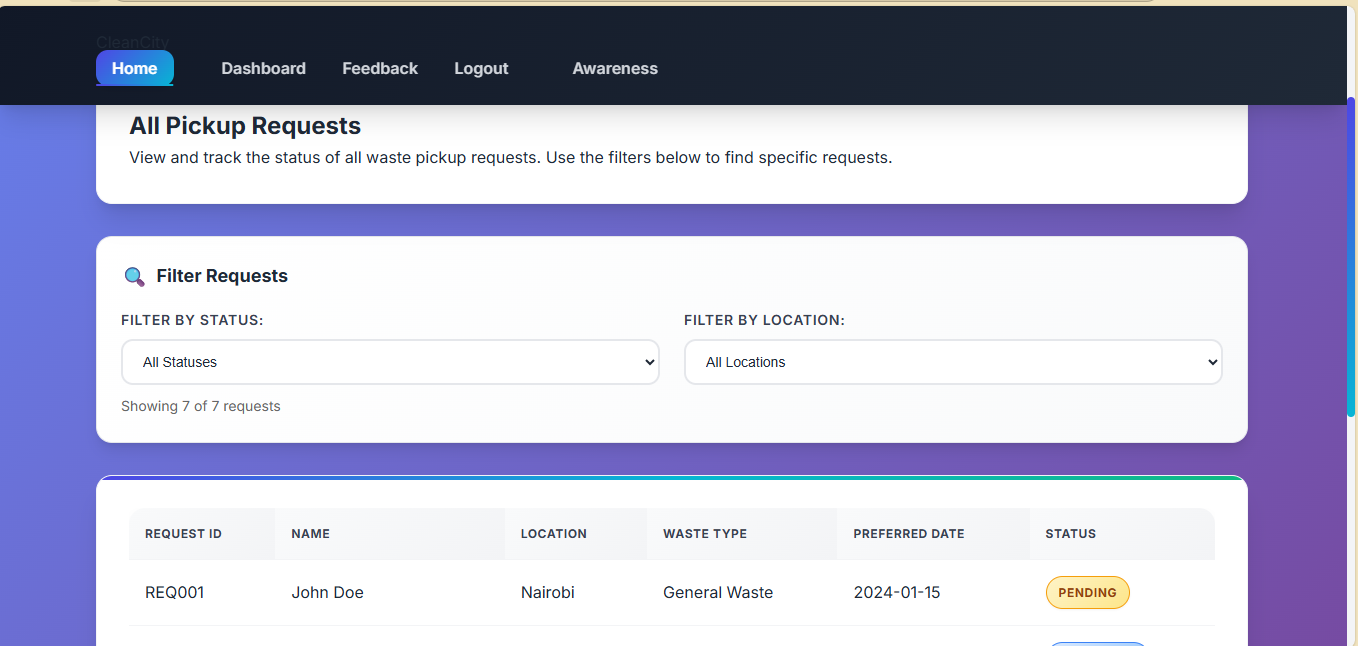 CleanCity
Home Dashboard Feedback Logout Awareness
All Pickup Requests
View and track the status of all waste pickup requests. Use the filters below to find specific requests.
🔍 Filter Requests
FILTER BY STATUS: FILTER BY LOCATION:
All Statuses All Locations
Showing 7 of 7 requests
REQUEST ID NAME LOCATION WASTE TYPE PREFERRED DATE STATUS
REQ001 John Doe Nairobi General Waste 2024-01-15 PENDING